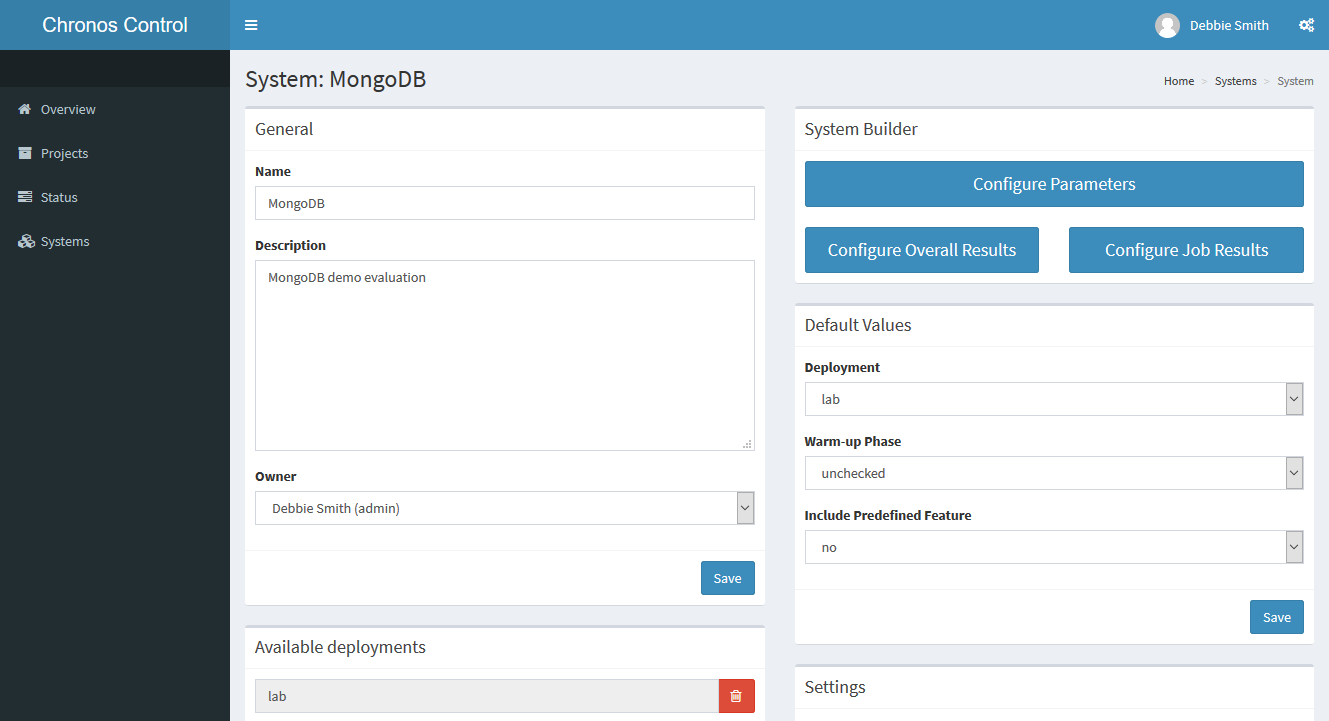 Chronos Control
Debbie Smith
Overview
Projects
Status
Systems
System: MongoDB
Home > Systems > System
General
Name
MongoDB
Description
MongoDB demo evaluation
Owner
Debbie Smith (admin)
Save
Available deployments
lab
System Builder
Configure Parameters
Configure Overall Results
Configure Job Results
Default Values
Deployment
lab
Warm-up Phase
unchecked
Include Predefined Feature
no
Save
Settings